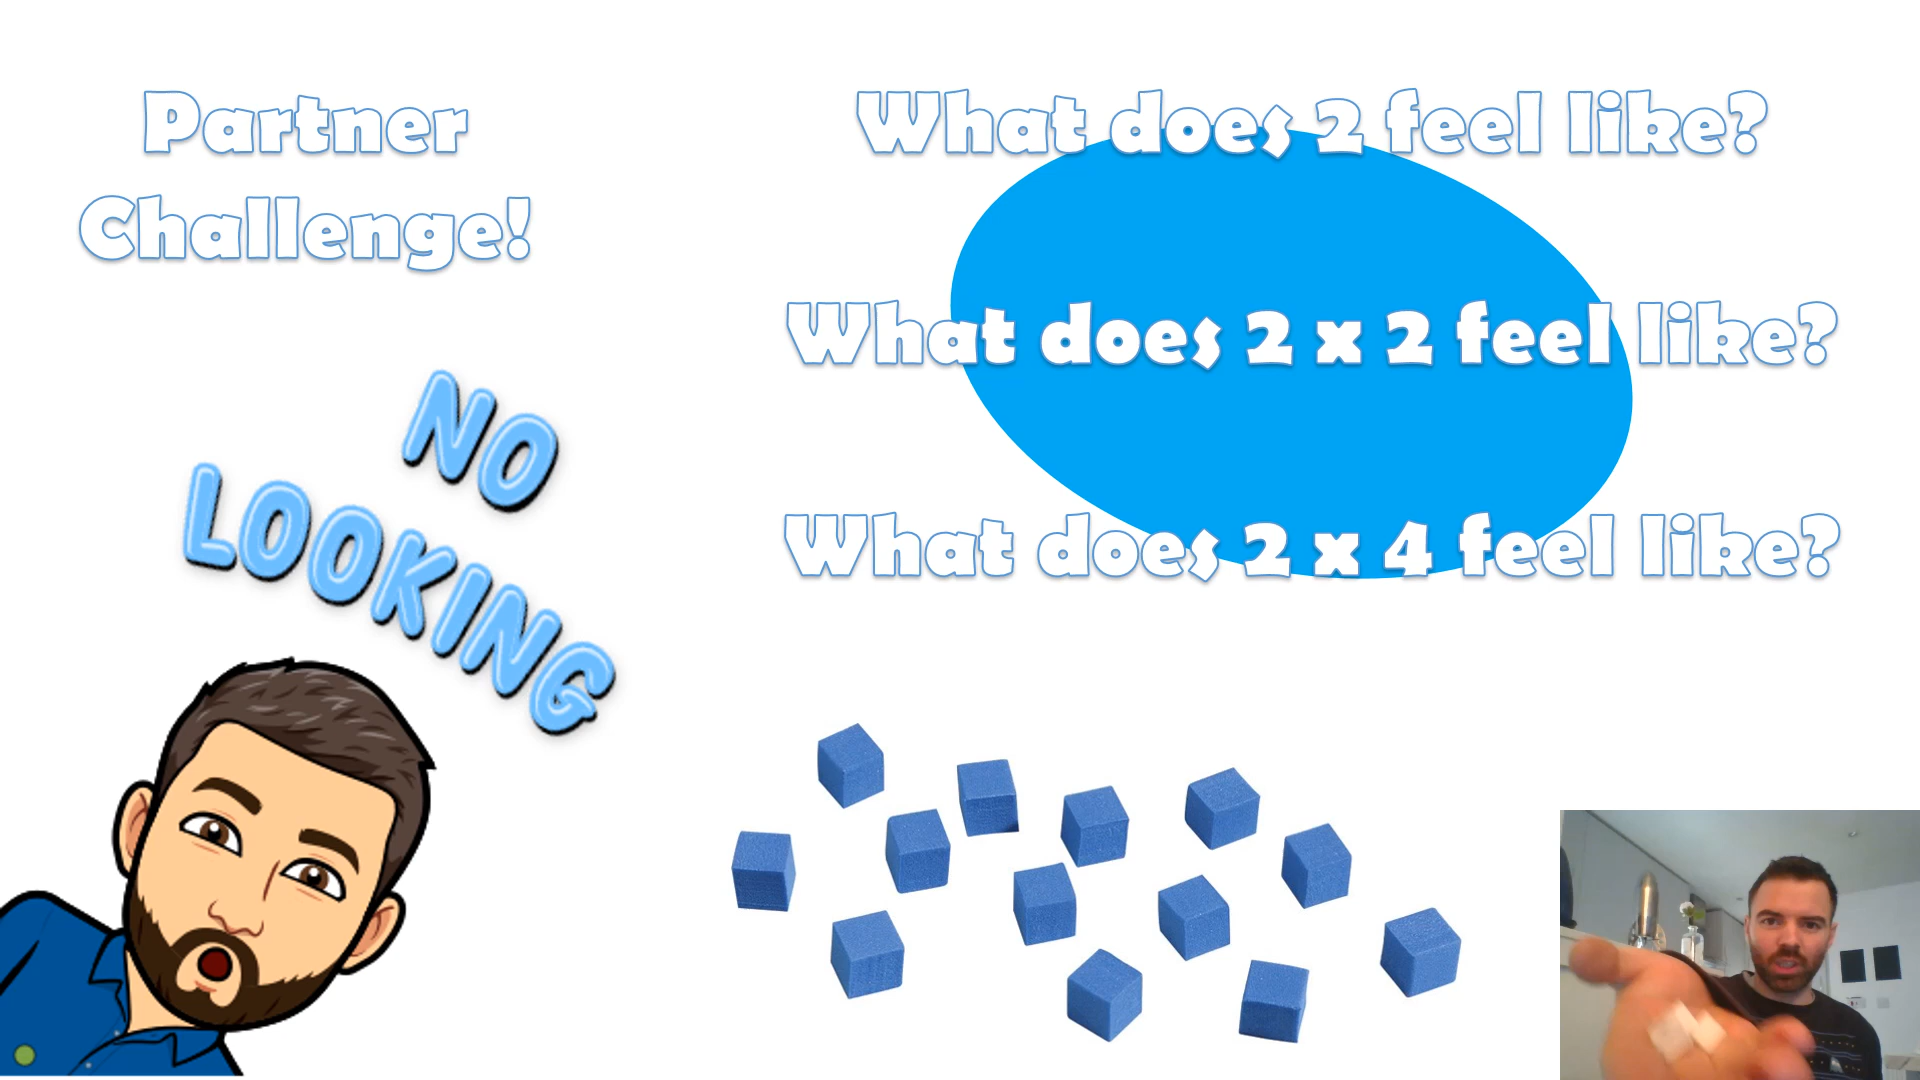 Partner
Challenge!
What does 2 feel like?
What does 2 x 2 feel like?
What does 2 x 4 feel like?
NO
LOOKING